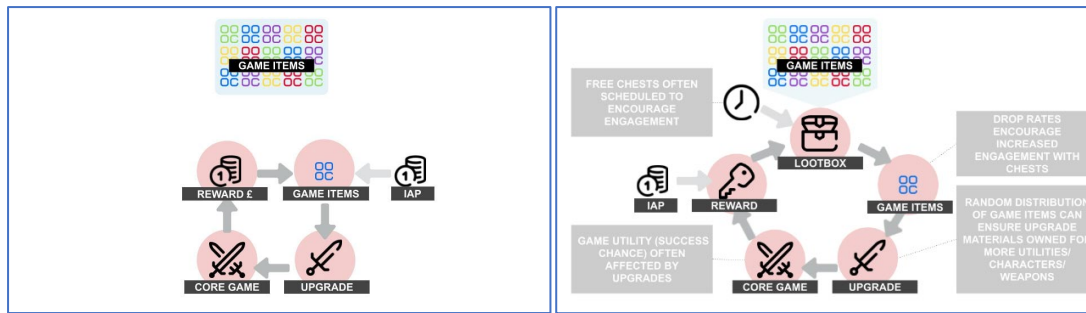 GAME ITEMS
REWARD £
GAME ITEMS
IAP
CORE GAME
UPGRADE
GAME ITEMS
FREE CHESTS OFTEN
SCHEDULED TO
ENCOURAGE
ENGAGEMENT
LOOTBOX
DROP RATES
ENCOURAGE
INCREASED
ENGAGEMENT WITH
CHESTS
IAP
REWARD
GAME ITEMS
RANDOM DISTRIBUTION
OF GAME ITEMS CAN
ENSURE UPGRADE
MATERIALS OWNED FOR
MORE UTILITIES/
CHARACTERS/
WEAPONS
GAME UTILITY (SUCCESS
CHANCE) OFTEN
AFFECTED BY
UPGRADES
CORE GAME
UPGRADE